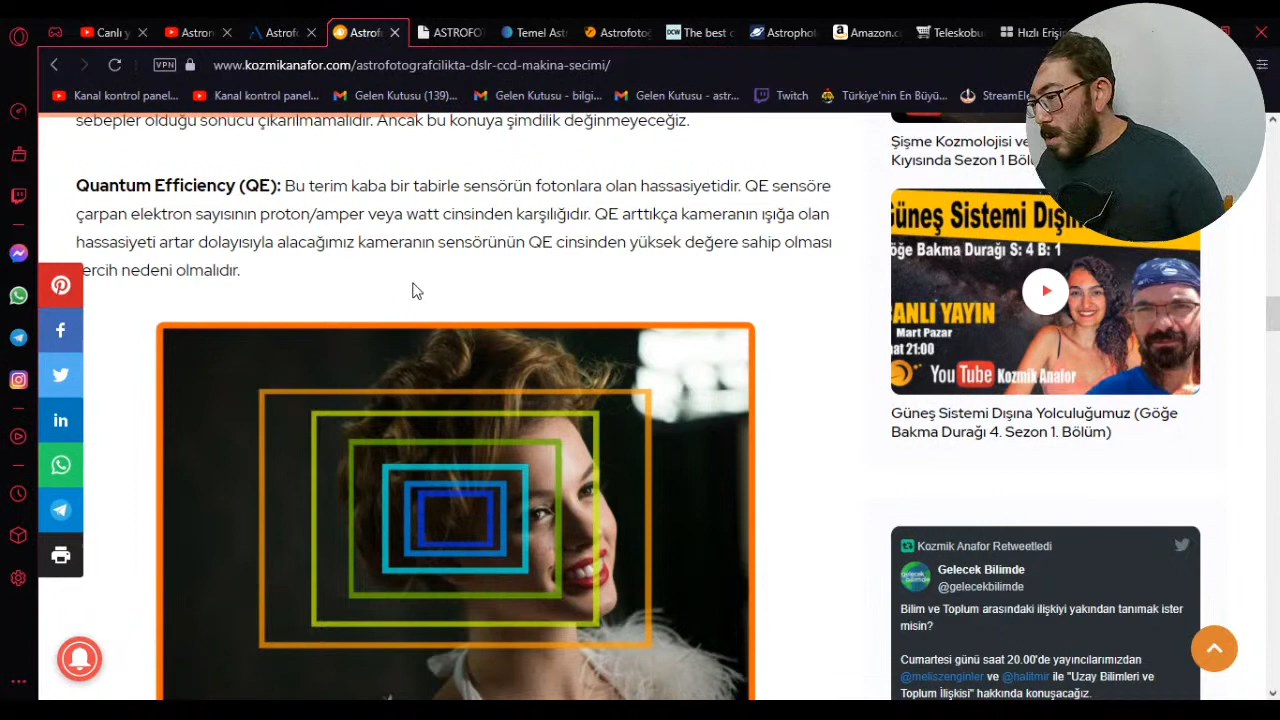 Canlı y
Astron
Astrofo
Astrof
ASTROFO
Temel Ast
Astrofoto
DCW
The best c
Astrophot
Amazon.c
Teleskobu
Hızlı Eriş
VPN
www.kozmikanafor.com/astrofotografcilikta-dslr-ccd-makina-secimi/
Kanal kontrol panel...
Kanal kontrol panel...
Gelen Kutusu (139)...
Gelen Kutusu - bilgi...
Gelen Kutusu - astr...
Twitch
Türkiye'nin En Büyü...
StreamEl
sebepler olduğu sonucu çıkarılmamalıdır. Ancak bu konuya şimdilik değinmeyeceğiz.
Quantum Efficiency (QE): Bu terim kaba bir tabirle sensörün fotonlara olan hassasiyetidir. QE sensöre
çarpan elektron sayısının proton/amper veya watt cinsinden karşılığıdır. QE arttıkça kameranın ışığa olan
hassasiyeti artar dolayısıyla alacağımız kameranın sensörünün QE cinsinden yüksek değere sahip olması
ercih nedeni olmalıdır.
Şişme Kozmolojisi ve
Kıyısında Sezon 1 Bölü
Güneş Sistemi Dışına
Göğe Bakma Durağı S: 4 B: 1
CANLI YAYIN
Mart Pazar
Saat 21:00
YouTube Kozmik Anafor
Güneş Sistemi Dışına Yolculuğumuz (Göğe
Bakma Durağı 4. Sezon 1. Bölüm)
Kozmik Anafor Retweetledi
Gelecek Bilimde
@gelecekbilimde
Bilim ve Toplum arasındaki ilişkiyi yakından tanımak ister
misin?
Cumartesi günü saat 20.00'de yayıncılarımızdan
@meliszenginler ve @halitmir ile "Uzay Bilimleri ve
Toplum İlişkisi" hakkında konuşacağız.